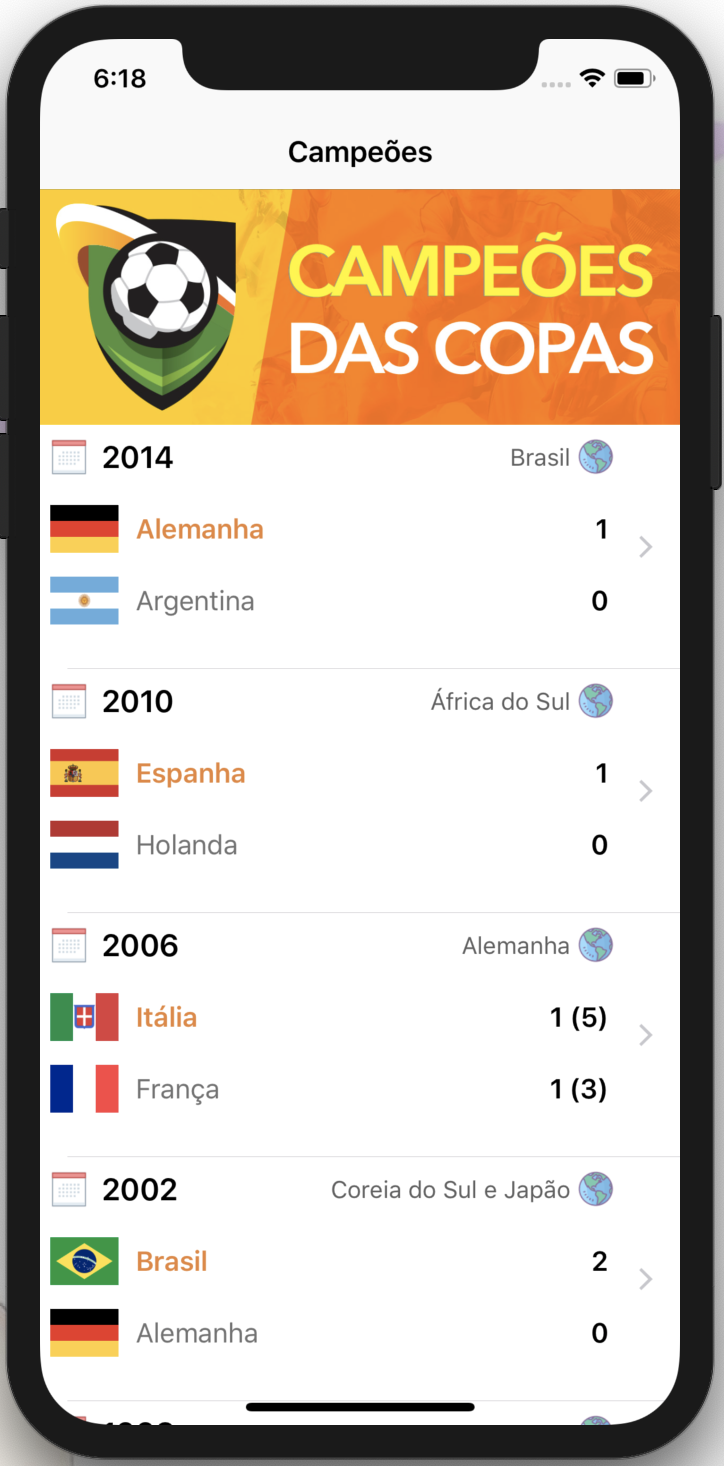 6:18
Campeões
CAMPEÕES
DAS COPAS
2014 Brasil
Alemanha 1
Argentina 0
2010 África do Sul
Espanha 1
Holanda 0
2006 Alemanha
Itália 1 (5)
França 1 (3)
2002 Coreia do Sul e Japão
Brasil 2
Alemanha 0